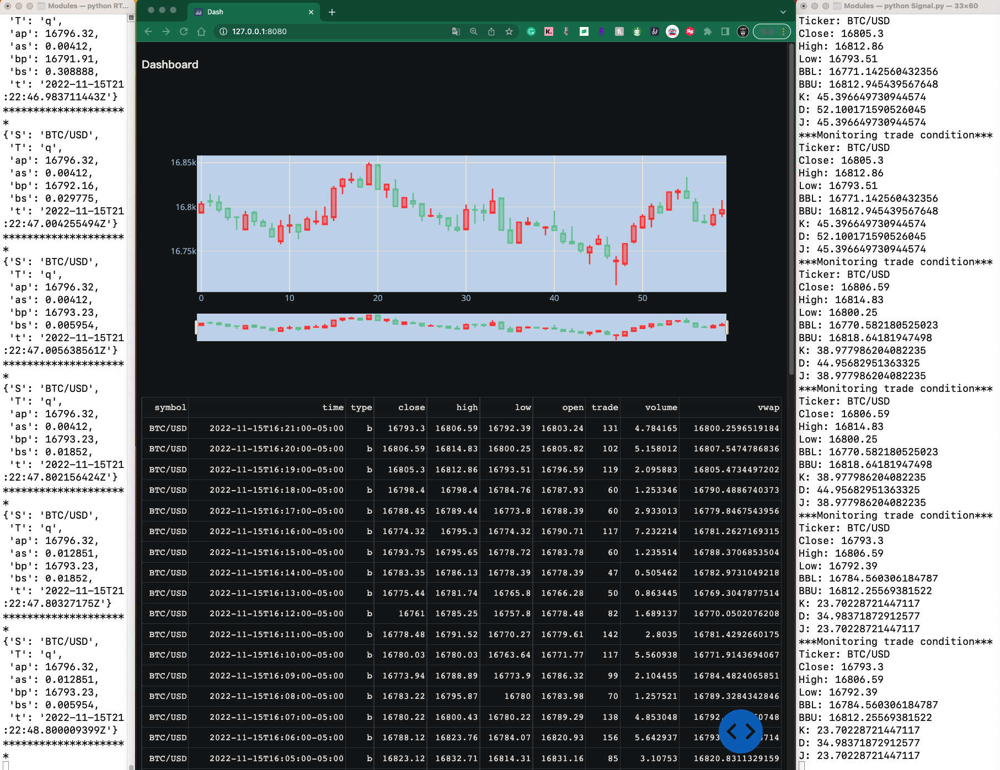 Modules — python RT...
'T': 'q',
'ap': 16796.32,
'as': 0.00412,
'bp': 16791.91,
'bs': 0.308888,
't': '2022-11-15T21
:22:46.983711443Z'}
********************
*
{'S': 'BTC/USD',
'T': 'q',
'ap': 16796.32,
'as': 0.00412,
'bp': 16792.16,
'bs': 0.029775,
't': '2022-11-15T21
:22:47.004255494Z'}
********************
*
{'S': 'BTC/USD',
'T': 'q',
'ap': 16796.32,
'as': 0.00412,
'bp': 16793.23,
'bs': 0.005954,
't': '2022-11-15T21
:22:47.005638561Z'}
********************
*
{'S': 'BTC/USD',
'T': 'q',
'ap': 16796.32,
'as': 0.00412,
'bp': 16793.23,
'bs': 0.01852,
't': '2022-11-15T21
:22:47.802156424Z'}
********************
*
{'S': 'BTC/USD',
'T': 'q',
'ap': 16796.32,
'as': 0.012851,
'bp': 16793.23,
'bs': 0.01852,
't': '2022-11-15T21
:22:47.80327175Z'}
********************
*
{'S': 'BTC/USD',
'T': 'q',
'ap': 16796.32,
'as': 0.012851,
'bp': 16793.23,
'bs': 0.005954,
't': '2022-11-15T21
:22:48.800009399Z'}
********************
*
Dash
127.0.0.1:8080
K.
Dashboard
16.85k
16.8k
16.75k
0 10 20 30 40 50
symbol time type close high low open trade volume vwap
BTC/USD 2022-11-15T16:21:00-05:00 b 16793.3 16806.59 16792.39 16803.24 131 4.784165 16800.2596519184
BTC/USD 2022-11-15T16:20:00-05:00 b 16806.59 16814.83 16800.25 16805.82 102 5.158012 16807.5474786836
BTC/USD 2022-11-15T16:19:00-05:00 b 16805.3 16812.86 16793.51 16796.59 119 2.095883 16805.4734497202
BTC/USD 2022-11-15T16:18:00-05:00 b 16798.4 16798.4 16784.76 16787.93 60 1.253346 16790.4886740373
BTC/USD 2022-11-15T16:17:00-05:00 b 16788.45 16789.44 16773.8 16788.39 60 2.933013 16779.8467543956
BTC/USD 2022-11-15T16:16:00-05:00 b 16774.32 16795.3 16774.32 16790.71 117 7.232214 16781.2627169315
BTC/USD 2022-11-15T16:15:00-05:00 b 16793.75 16795.65 16778.72 16783.78 60 1.235514 16788.3706853504
BTC/USD 2022-11-15T16:14:00-05:00 b 16783.35 16786.13 16778.39 16778.39 47 0.505462 16782.9731049218
BTC/USD 2022-11-15T16:13:00-05:00 b 16775.44 16781.74 16765.8 16766.28 50 0.863445 16769.3047877514
BTC/USD 2022-11-15T16:12:00-05:00 b 16761 16785.25 16757.8 16778.48 82 1.689137 16770.0502076208
BTC/USD 2022-11-15T16:11:00-05:00 b 16778.48 16791.52 16770.27 16779.61 142 2.8035 16781.4292660175
BTC/USD 2022-11-15T16:10:00-05:00 b 16780.03 16780.03 16763.64 16771.77 117 5.560938 16771.9143694067
BTC/USD 2022-11-15T16:09:00-05:00 b 16773.94 16788.89 16773.9 16786.32 99 2.104455 16784.4824065851
BTC/USD 2022-11-15T16:08:00-05:00 b 16783.22 16795.87 16780 16783.98 70 1.257521 16789.3284342846
BTC/USD 2022-11-15T16:07:00-05:00 b 16780.22 16800.43 16780.22 16789.29 138 4.853048 16792. 0748
BTC/USD 2022-11-15T16:06:00-05:00 b 16788.12 16823.76 16784.07 16820.93 156 5.642937 16793 714
BTC/USD 2022-11-15T16:05:00-05:00 b 16823.12 16832.71 16814.31 16831.16 85 3.10753 16820.8311329159
Modules — python Signal.py — 33×60
Ticker: BTC/USD
Close: 16805.3
High: 16812.86
Low: 16793.51
BBL: 16771.142560432356
BBU: 16812.945439567648
K: 45.396649730944574
D: 52.100171590526045
J: 45.396649730944574
***Monitoring trade condition***
Ticker: BTC/USD
Close: 16805.3
High: 16812.86
Low: 16793.51
BBL: 16771.142560432356
BBU: 16812.945439567648
K: 45.396649730944574
D: 52.100171590526045
J: 45.396649730944574
***Monitoring trade condition***
Ticker: BTC/USD
Close: 16806.59
High: 16814.83
Low: 16800.25
BBL: 16770.582180525023
BBU: 16818.64181947498
K: 38.977986204082235
D: 44.95682951363325
J: 38.977986204082235
***Monitoring trade condition***
Ticker: BTC/USD
Close: 16806.59
High: 16814.83
Low: 16800.25
BBL: 16770.582180525023
BBU: 16818.64181947498
K: 38.977986204082235
D: 44.95682951363325
J: 38.977986204082235
***Monitoring trade condition***
Ticker: BTC/USD
Close: 16793.3
High: 16806.59
Low: 16792.39
BBL: 16784.560306184787
BBU: 16812.25569381522
K: 23.70228721447117
D: 34.98371872912577
J: 23.70228721447117
***Monitoring trade condition***
Ticker: BTC/USD
Close: 16793.3
High: 16806.59
Low: 16792.39
BBL: 16784.560306184787
BBU: 16812.25569381522
K: 23.70228721447117
D: 34.98371872912577
J: 23.70228721447117